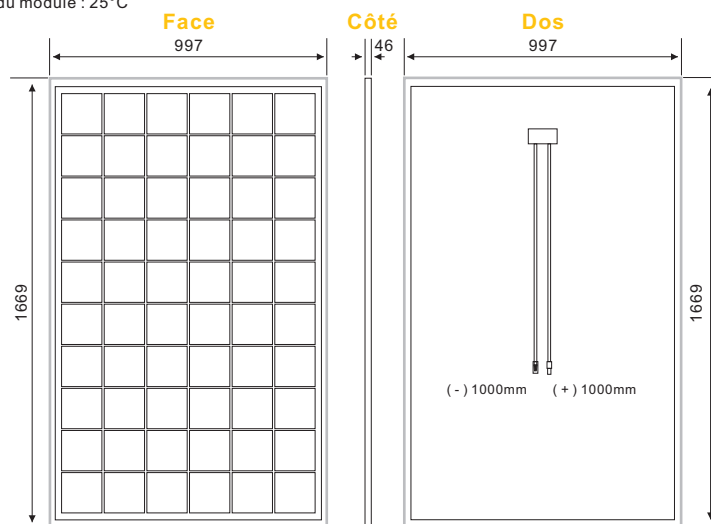 du module : 25°C
Face Côté Dos
997 46 997
1669 1669
( - ) 1000mm ( + ) 1000mm